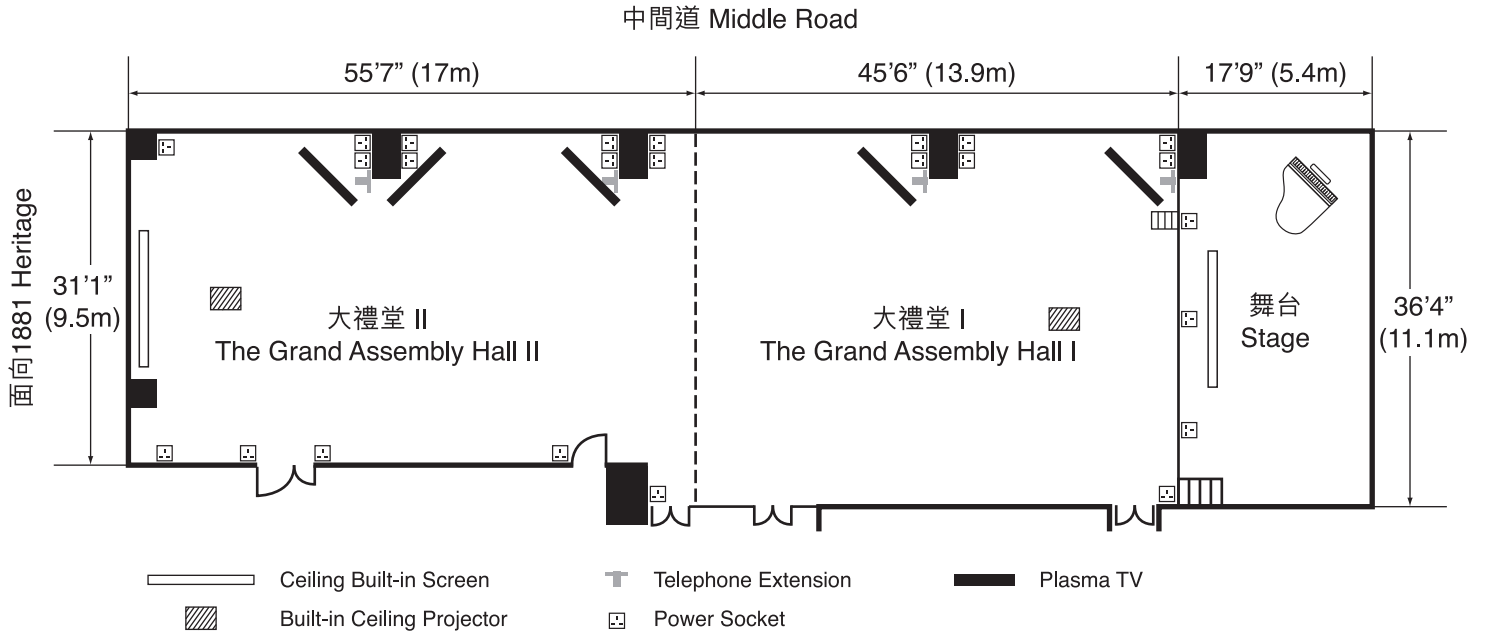 中間道 Middle Road
55’7” (17m)
45’6” (13.9m)
17’9” (5.4m)
面向1881 Heritage
31’1”
(9.5m)
大禮堂 II
The Grand Assembly Hall II
大禮堂 I
The Grand Assembly Hall I
舞台
Stage
36’4”
(11.1m)
Ceiling Built-in Screen
Telephone Extension
Plasma TV
Built-in Ceiling Projector
Power Socket